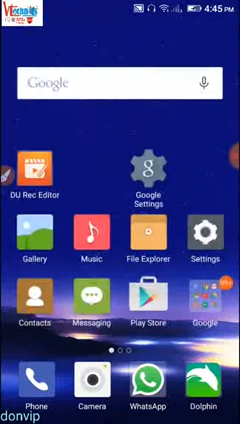 4:45 PM
Google
DU Rec Editor
Google Settings
Gallery
Music
File Explorer
Settings
Contacts
Messaging
Play Store
Google
Phone
Camera
WhatsApp
Dolphin
donvip